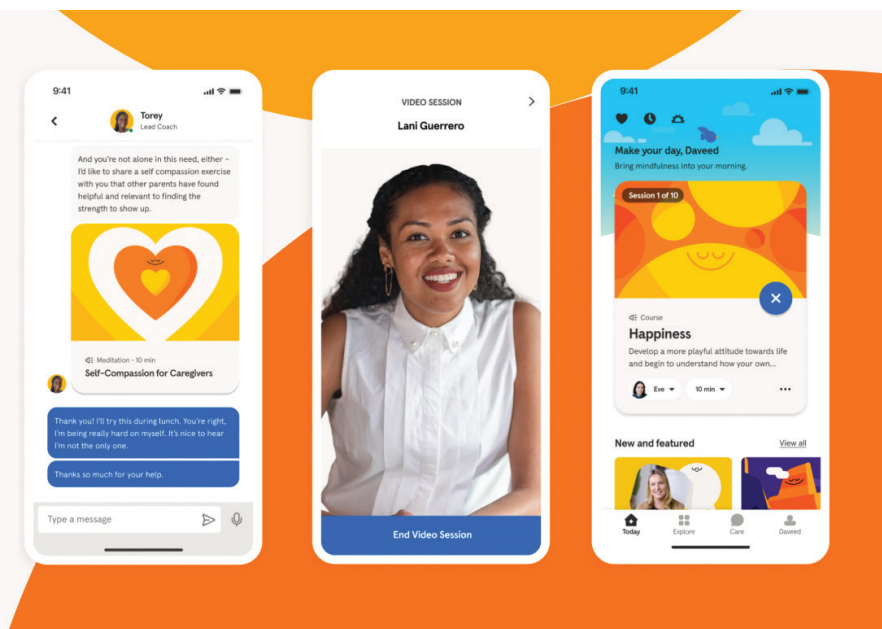 9:41
Torey
Lead Coach
And you're not alone in this need, either –
I'd like to share a self compassion exercise
with you that other parents have found
helpful and relevant to finding the
strength to show up.
Meditation • 10 min
Self-Compassion for Caregivers
Thank you! I'll try this during lunch. You're right,
I'm being really hard on myself. It's nice to hear
I'm not the only one.
Thanks so much for your help.
Type a message
VIDEO SESSION
Lani Guerrero
End Video Session
9:41
Make your day, Daveed
Bring mindfulness into your morning.
Session 1 of 10
Course
Happiness
Develop a more playful attitude towards life
and begin to understand how your own...
Eve
10 min
New and featured
View all
Today
Explore
Care
Daveed